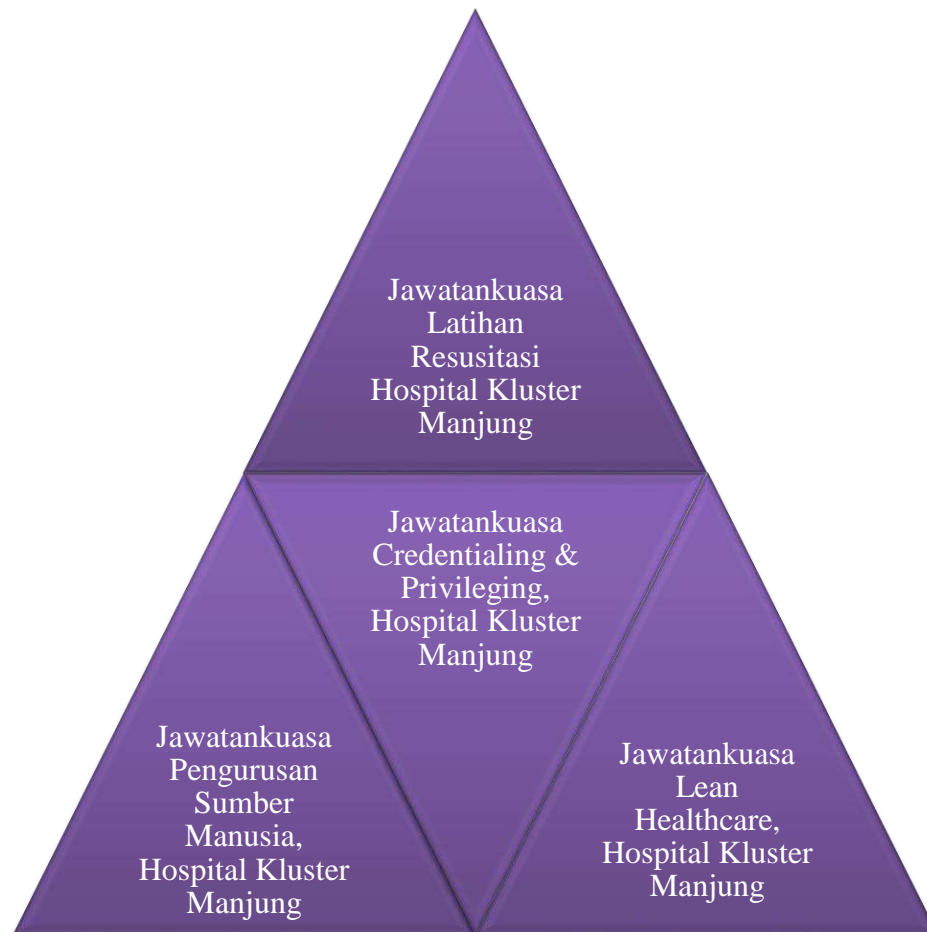 Jawatankuasa
Latihan
Resusitasi
Hospital Kluster
Manjung
Jawatankuasa
Credentialing &
Privileging,
Hospital Kluster
Manjung
Jawatankuasa
Pengurusan
Sumber
Manusia,
Hospital Kluster
Manjung
Jawatankuasa
Lean
Healthcare,
Hospital Kluster
Manjung